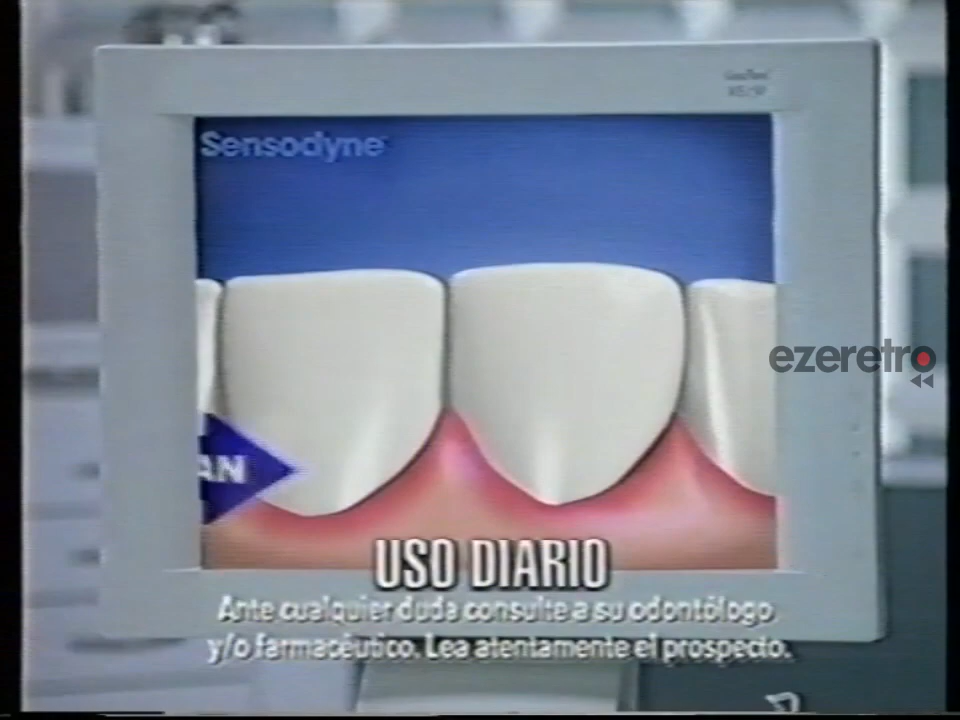 Sensodyne
ezeretro
AN
USO DIARIO
Ante cualquier duda consulte a su odontólogo
y/o farmacéutico. Lea atentamente el prospecto.